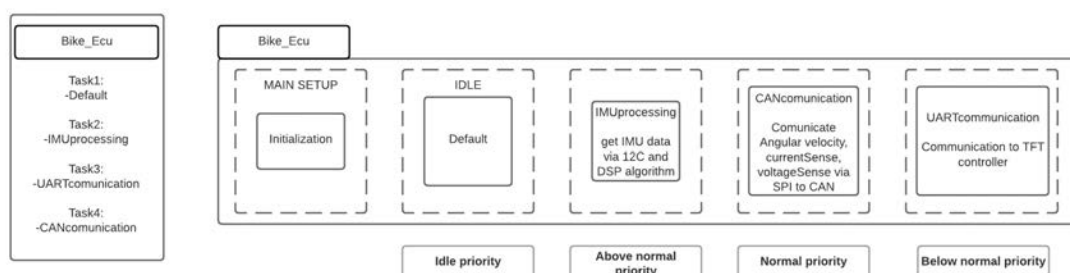 Bike_Ecu
Task1:
-Default
Task2:
-IMUprocessing
Task3:
-UARTcomunication
Task4:
-CANcomunication
Bike_Ecu
MAIN SETUP
Initialization
IDLE
Default
IMUprocessing
get IMU data
via 12C and
DSP algorithm
CANcomunication
Comunicate
Angular velocity,
currentSense,
voltageSense via
SPI to CAN
UARTcommunication
Communication to TFT
controller
Idle priority
Above normal
priority
Normal priority
Below normal priority